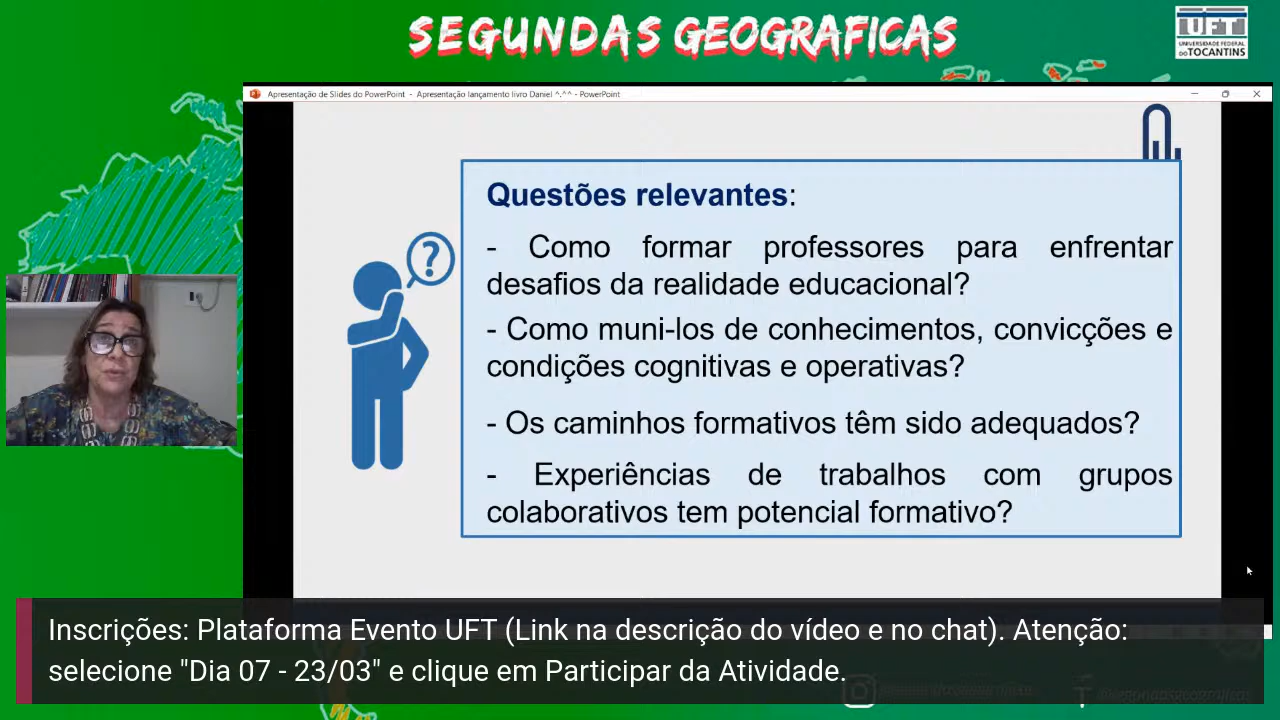 SEGUNDAS GEOGRAFICAS
UFT
UNIVERSIDADE FEDERAL
DO TOCANTINS
Apresentação de Slides do PowerPoint - Apresentação lançamento livro Daniel ^.^^ - PowerPoint
Questões relevantes:
- Como formar professores para enfrentar
desafios da realidade educacional?
- Como muni-los de conhecimentos, convicções e
condições cognitivas e operativas?
- Os caminhos formativos têm sido adequados?
- Experiências de trabalhos com grupos
colaborativos tem potencial formativo?
Inscrições: Plataforma Evento UFT (Link na descrição do vídeo e no chat). Atenção:
selecione "Dia 07 - 23/03" e clique em Participar da Atividade.